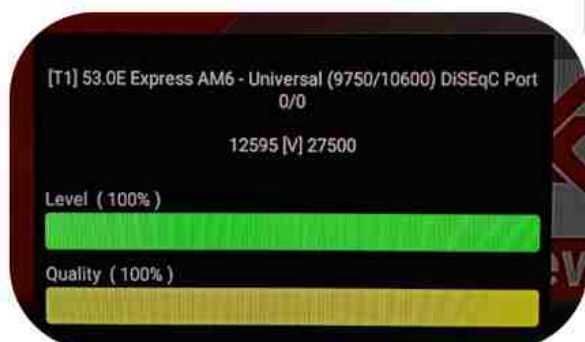 [T1] 53.0E Express AM6 - Universal (9750/10600) DiSEqC Port
0/0
12595 [V] 27500
Level ( 100% )
Quality ( 100% )